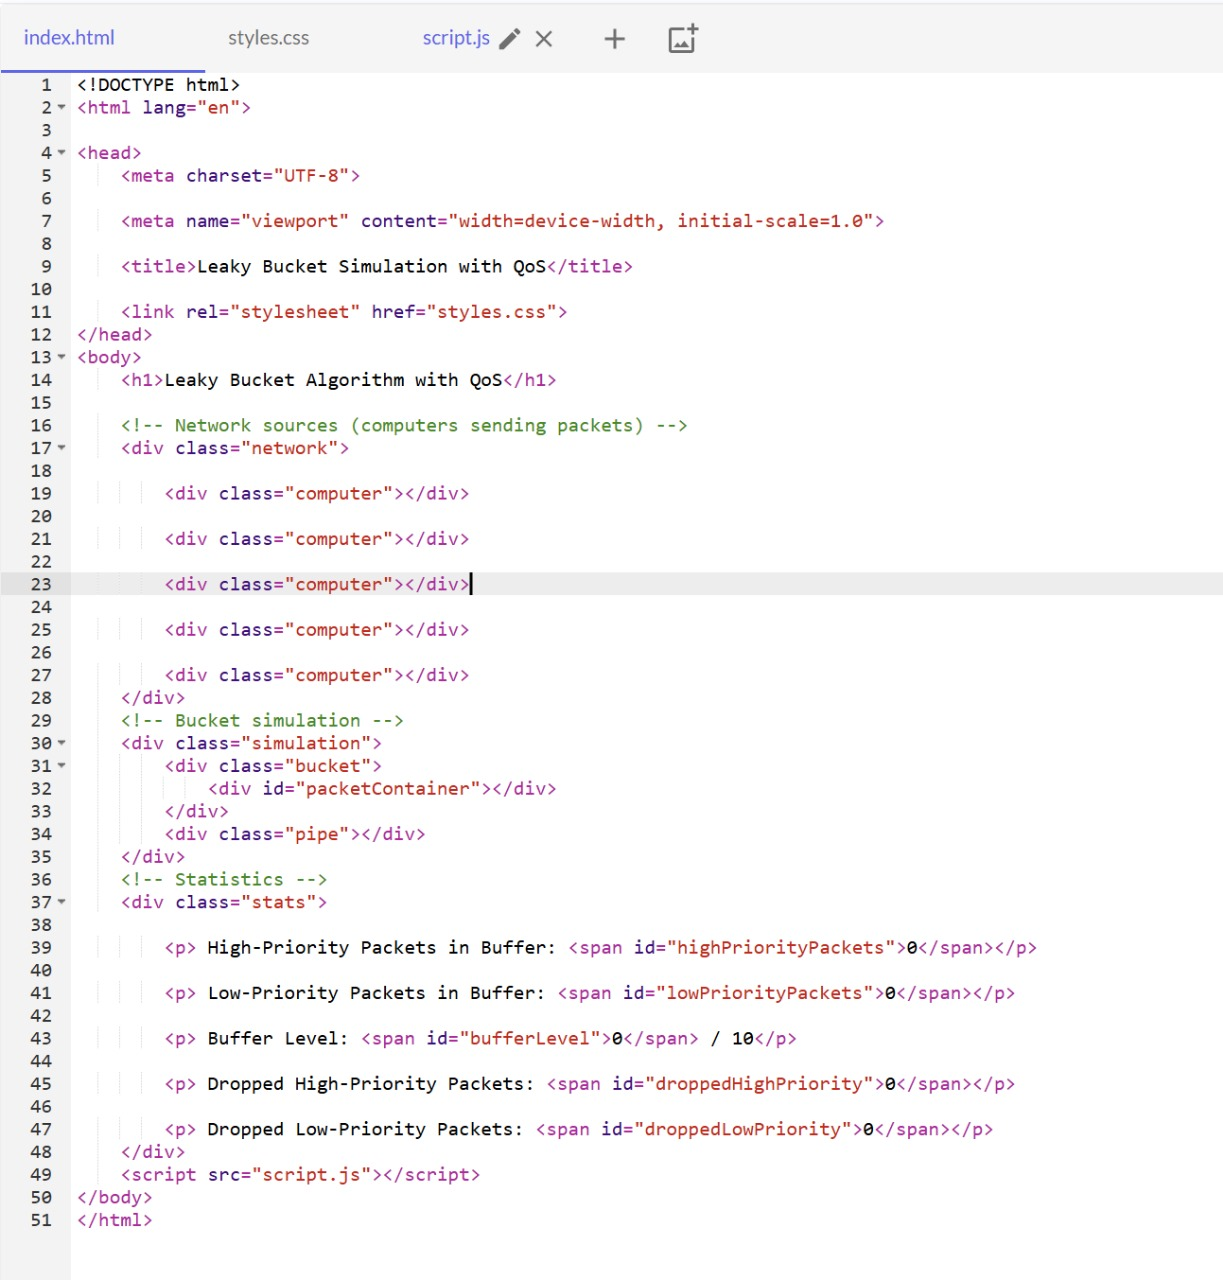 index.html styles.css script.js
1 <!DOCTYPE html>
2 <html lang="en">
3
4 <head>
5 <meta charset="UTF-8">
6
7 <meta name="viewport" content="width=device-width, initial-scale=1.0">
8
9 <title>Leaky Bucket Simulation with QoS</title>
10
11 <link rel="stylesheet" href="styles.css">
12 </head>
13 <body>
14 <h1>Leaky Bucket Algorithm with QoS</h1>
15
16 <!-- Network sources (computers sending packets) -->
17 <div class="network">
18
19 <div class="computer"></div>
20
21 <div class="computer"></div>
22
23 <div class="computer"></div>
24
25 <div class="computer"></div>
26
27 <div class="computer"></div>
28 </div>
29 <!-- Bucket simulation -->
30 <div class="simulation">
31 <div class="bucket">
32 <div id="packetContainer"></div>
33 </div>
34 <div class="pipe"></div>
35 </div>
36 <!-- Statistics -->
37 <div class="stats">
38
39 <p> High-Priority Packets in Buffer: <span id="highPriorityPackets">0</span></p>
40
41 <p> Low-Priority Packets in Buffer: <span id="lowPriorityPackets">0</span></p>
42
43 <p> Buffer Level: <span id="bufferLevel">0</span> / 10</p>
44
45 <p> Dropped High-Priority Packets: <span id="droppedHighPriority">0</span></p>
46
47 <p> Dropped Low-Priority Packets: <span id="droppedLowPriority">0</span></p>
48 </div>
49 <script src="script.js"></script>
50 </body>
51 </html>